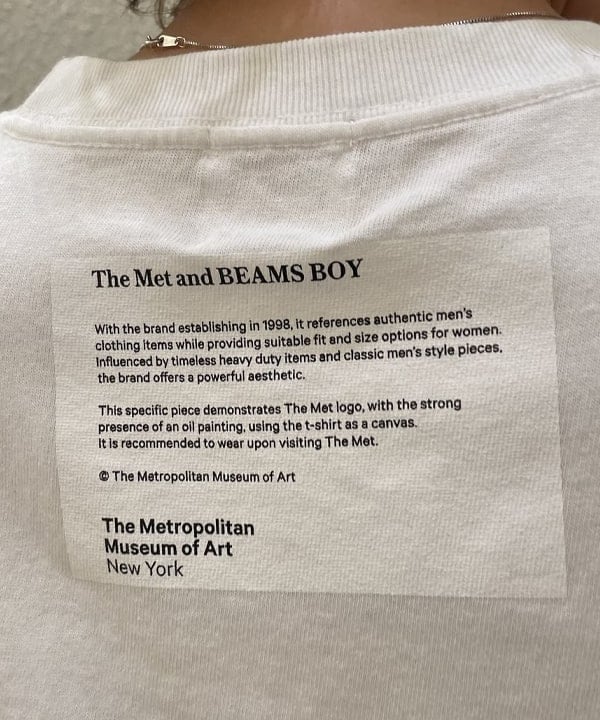 The Met and BEAMS BOY
With the brand establishing in 1998, it references authentic men's
clothing items while providing suitable fit and size options for women.
Influenced by timeless heavy duty items and classic men's style pieces,
the brand offers a powerful aesthetic.
This specific piece demonstrates The Met logo, with the strong
presence of an oil painting, using the t-shirt as a canvas.
It is recommended to wear upon visiting The Met.
© The Metropolitan Museum of Art
The Metropolitan
Museum of Art
New York